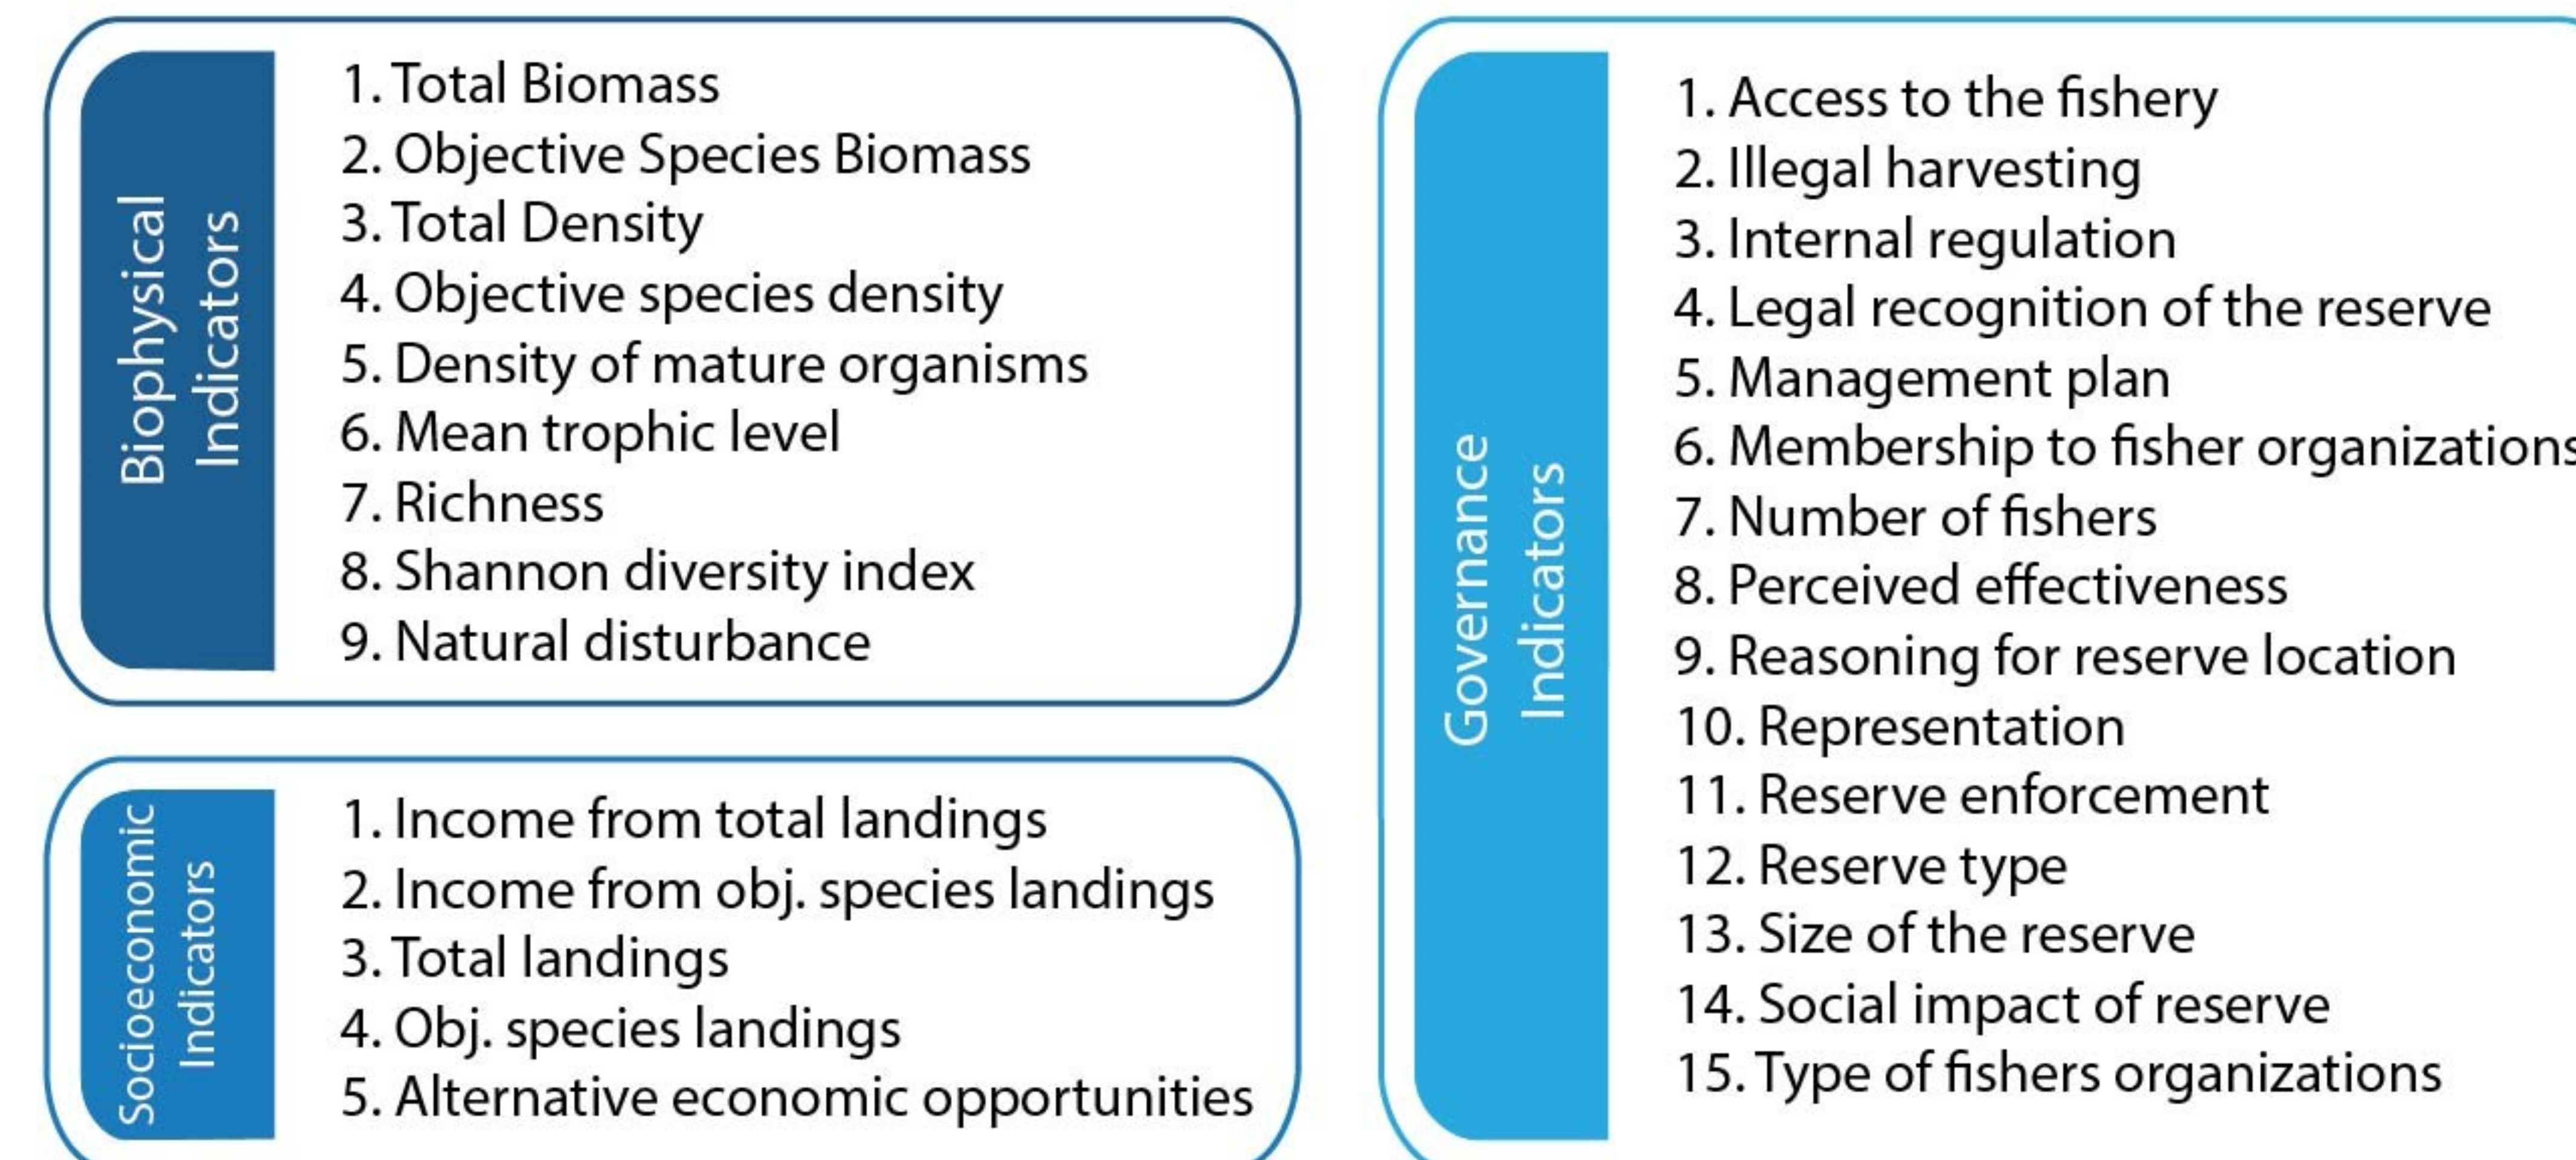 Biophysical
Indicators
1. Total Biomass
2. Objective Species Biomass
3. Total Density
4. Objective species density
5. Density of mature organisms
6. Mean trophic level
7. Richness
8. Shannon diversity index
9. Natural disturbance
Socioeconomic
Indicators
1. Income from total landings
2. Income from obj. species landings
3. Total landings
4. Obj. species landings
5. Alternative economic opportunities
Governance
Indicators
1. Access to the fishery
2. Illegal harvesting
3. Internal regulation
4. Legal recognition of the reserve
5. Management plan
6. Membership to fisher organizations
7. Number of fishers
8. Perceived effectiveness
9. Reasoning for reserve location
10. Representation
11. Reserve enforcement
12. Reserve type
13. Size of the reserve
14. Social impact of reserve
15. Type of fishers organizations